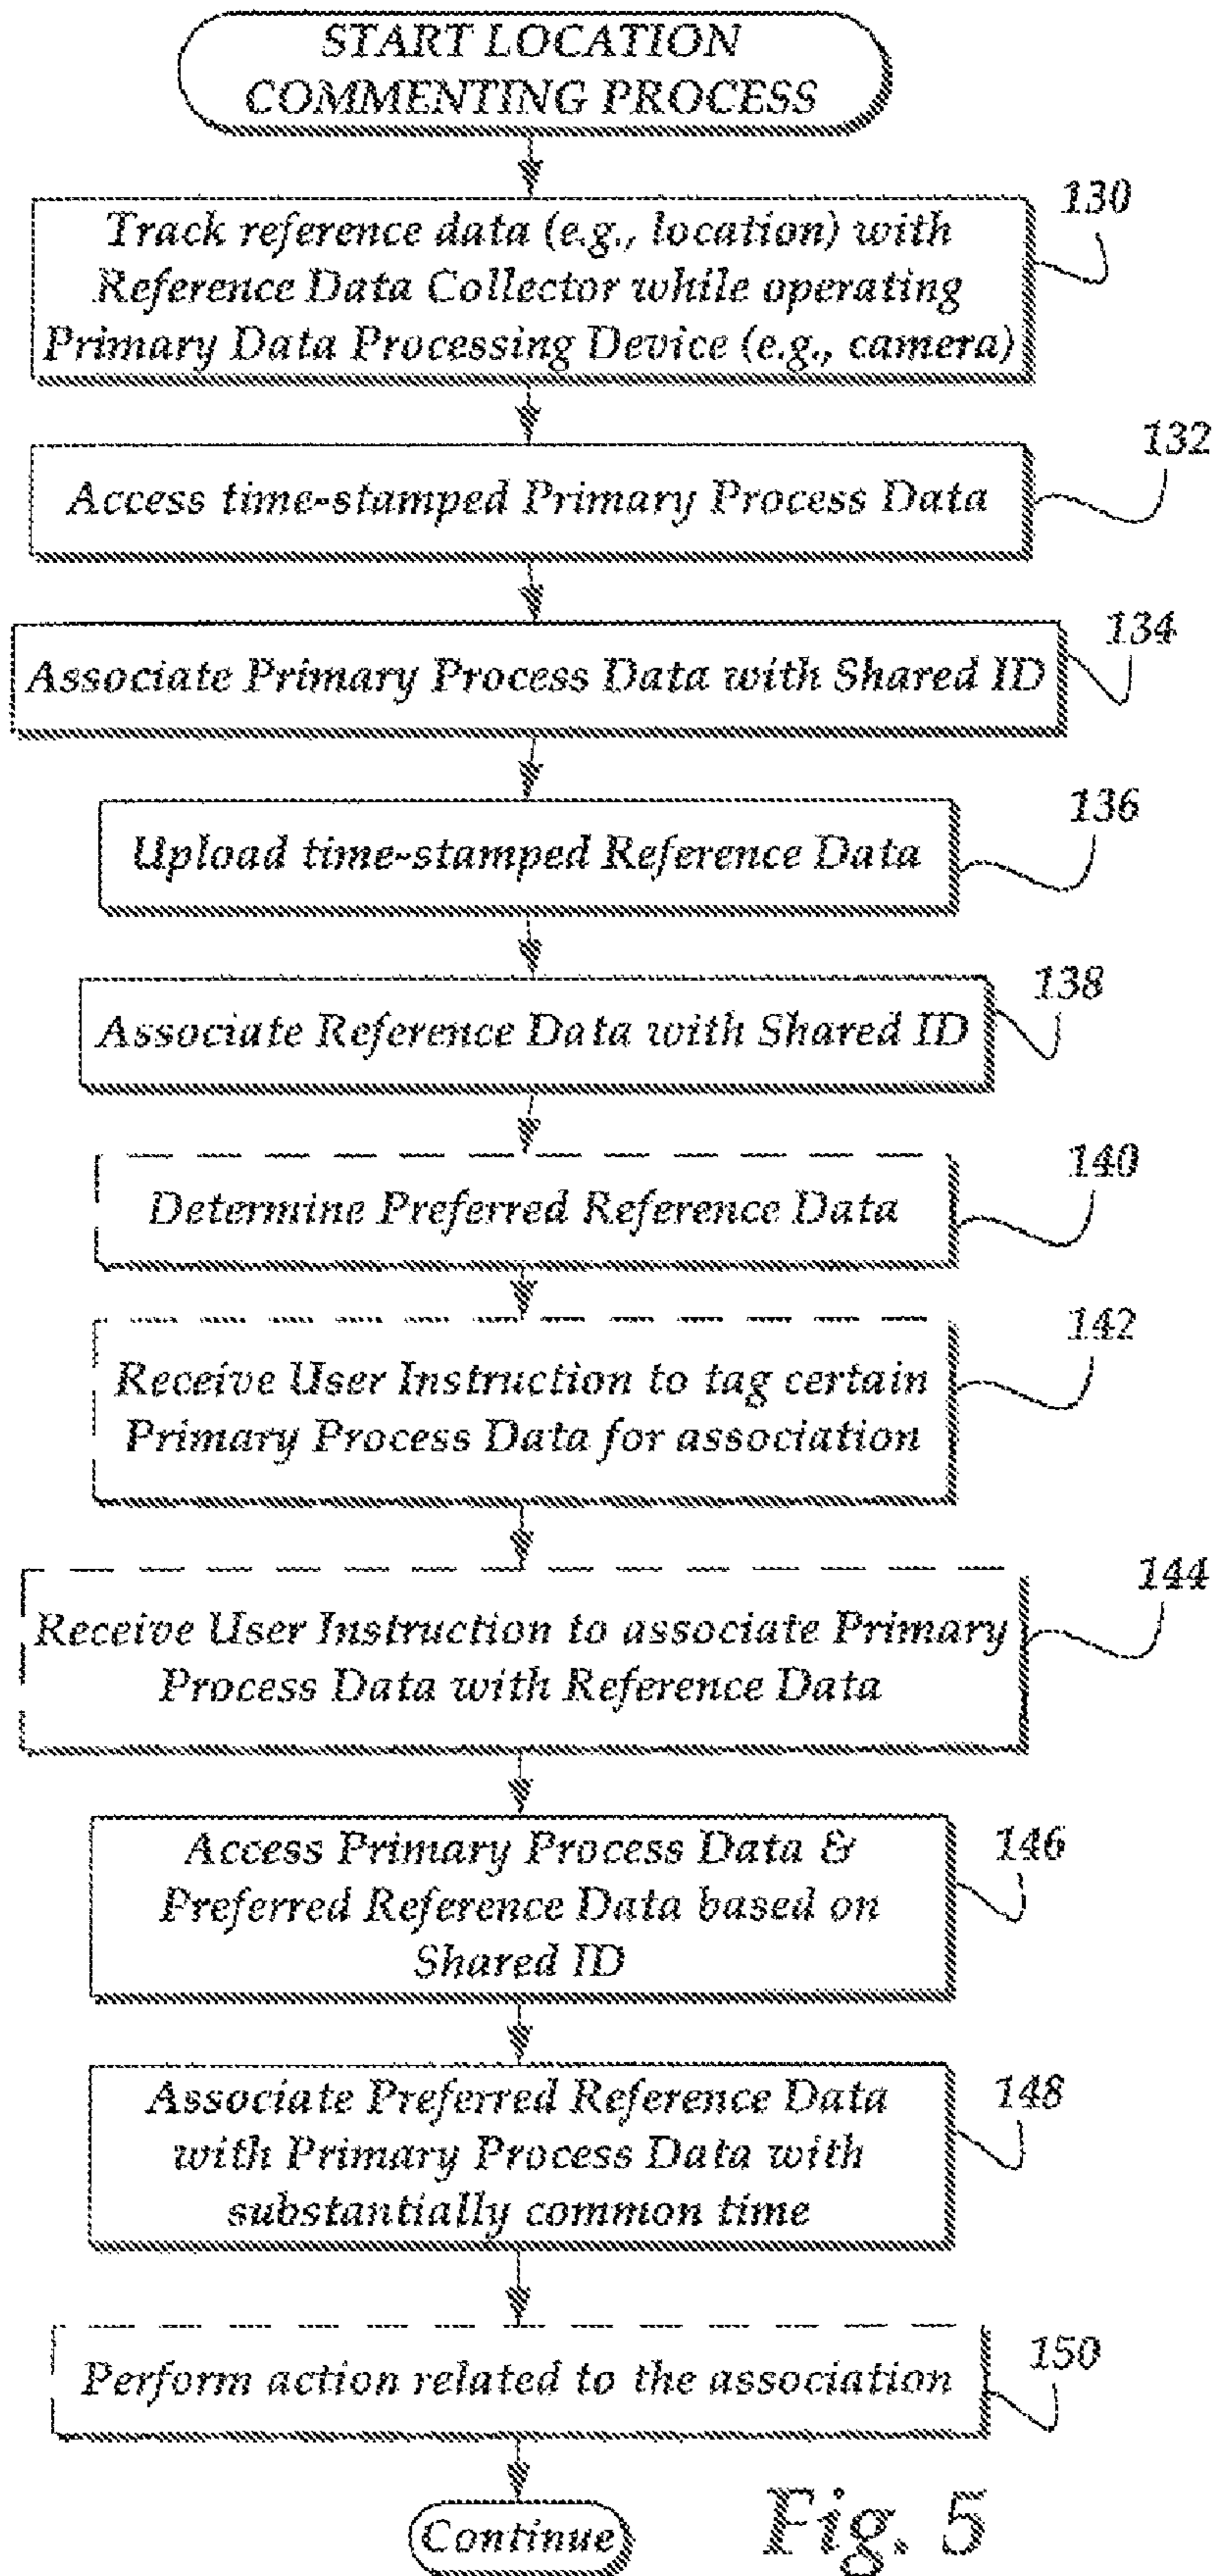 START LOCATION
COMMENTING PROCESS
130
Track reference data (e.g., location) with
Reference Data Collector while operating
Primary Data Processing Device (e.g., camera)
132
Access time-stamped Primary Process Data
134
Associate Primary Process Data with Shared ID
136
Upload time-stamped Reference Data
138
Associate Reference Data with Shared ID
140
Determine Preferred Reference Data
142
Receive User Instruction to tag certain
Primary Process Data for association
144
Receive User Instruction to associate Primary
Process Data with Reference Data
146
Access Primary Process Data &
Preferred Reference Data based on
Shared ID
148
Associate Preferred Reference Data
with Primary Process Data with
substantially common time
150
Perform action related to the association
Continue
Fig. 5